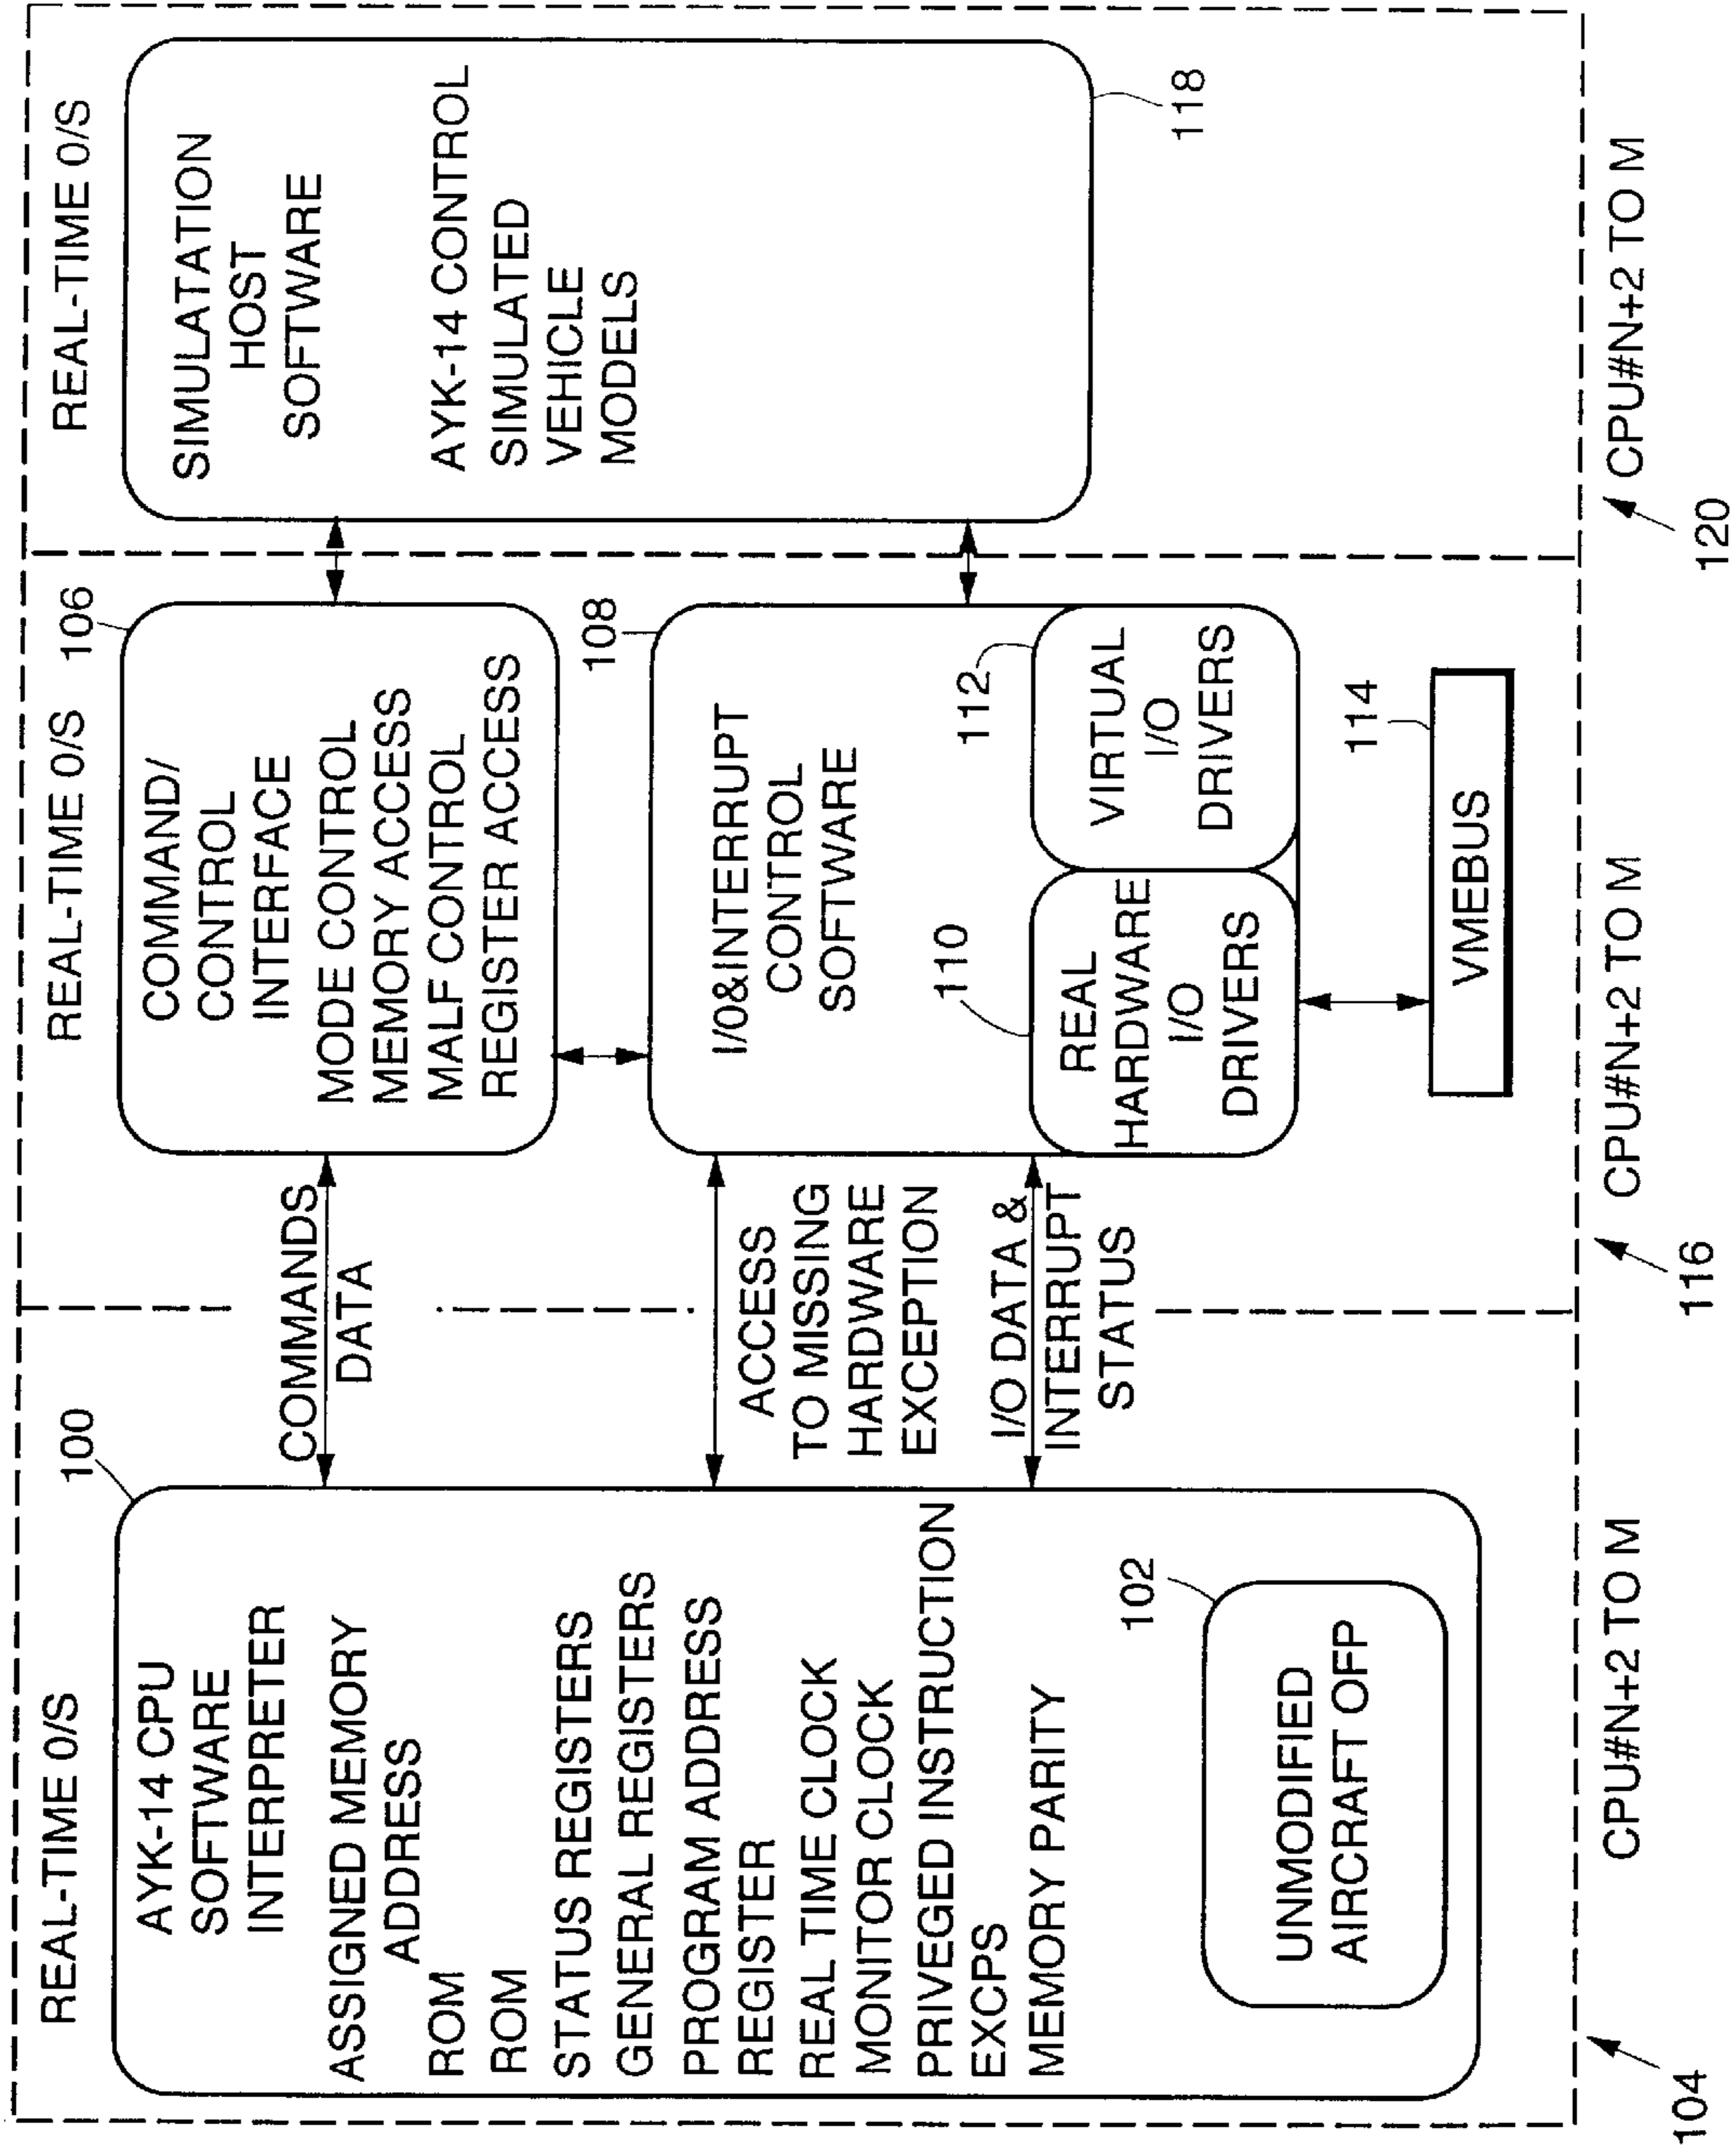 REAL-TIME 0/S
100
AYK-14 CPU
SOFTWARE
INTERPRETER
ASSIGNED MEMORY
ADDRESS
ROM
ROM
STATUS REGISTERS
GENERAL REGISTERS
PROGRAM ADDRESS
REGISTER
REAL TIME CLOCK
MONITOR CLOCK
PRIVEGED INSTRUCTION
EXCPS
MEMORY PARITY
102
UNMODIFIED
AIRCRAFT OFP
CPU#N+2 TO M
104
COMMANDS
DATA
ACCESS
TO MISSING
HARDWARE
EXCEPTION
I/O DATA &
INTERRUPT
STATUS
REAL-TIME 0/S
106
COMMAND/
CONTROL
INTERFACE
MODE CONTROL
MEMORY ACCESS
MALF CONTROL
REGISTER ACCESS
108
I/0&INTERRUPT
CONTROL
SOFTWARE
110
REAL
HARDWARE
I/O
DRIVERS
112
VIRTUAL
I/O
DRIVERS
114
VMEBUS
CPU#N+2 TO M
116
REAL-TIME 0/S
SIMULATATION
HOST
SOFTWARE
AYK-14 CONTROL
SIMULATED
VEHICLE
MODELS
118
CPU#N+2 TO M
120